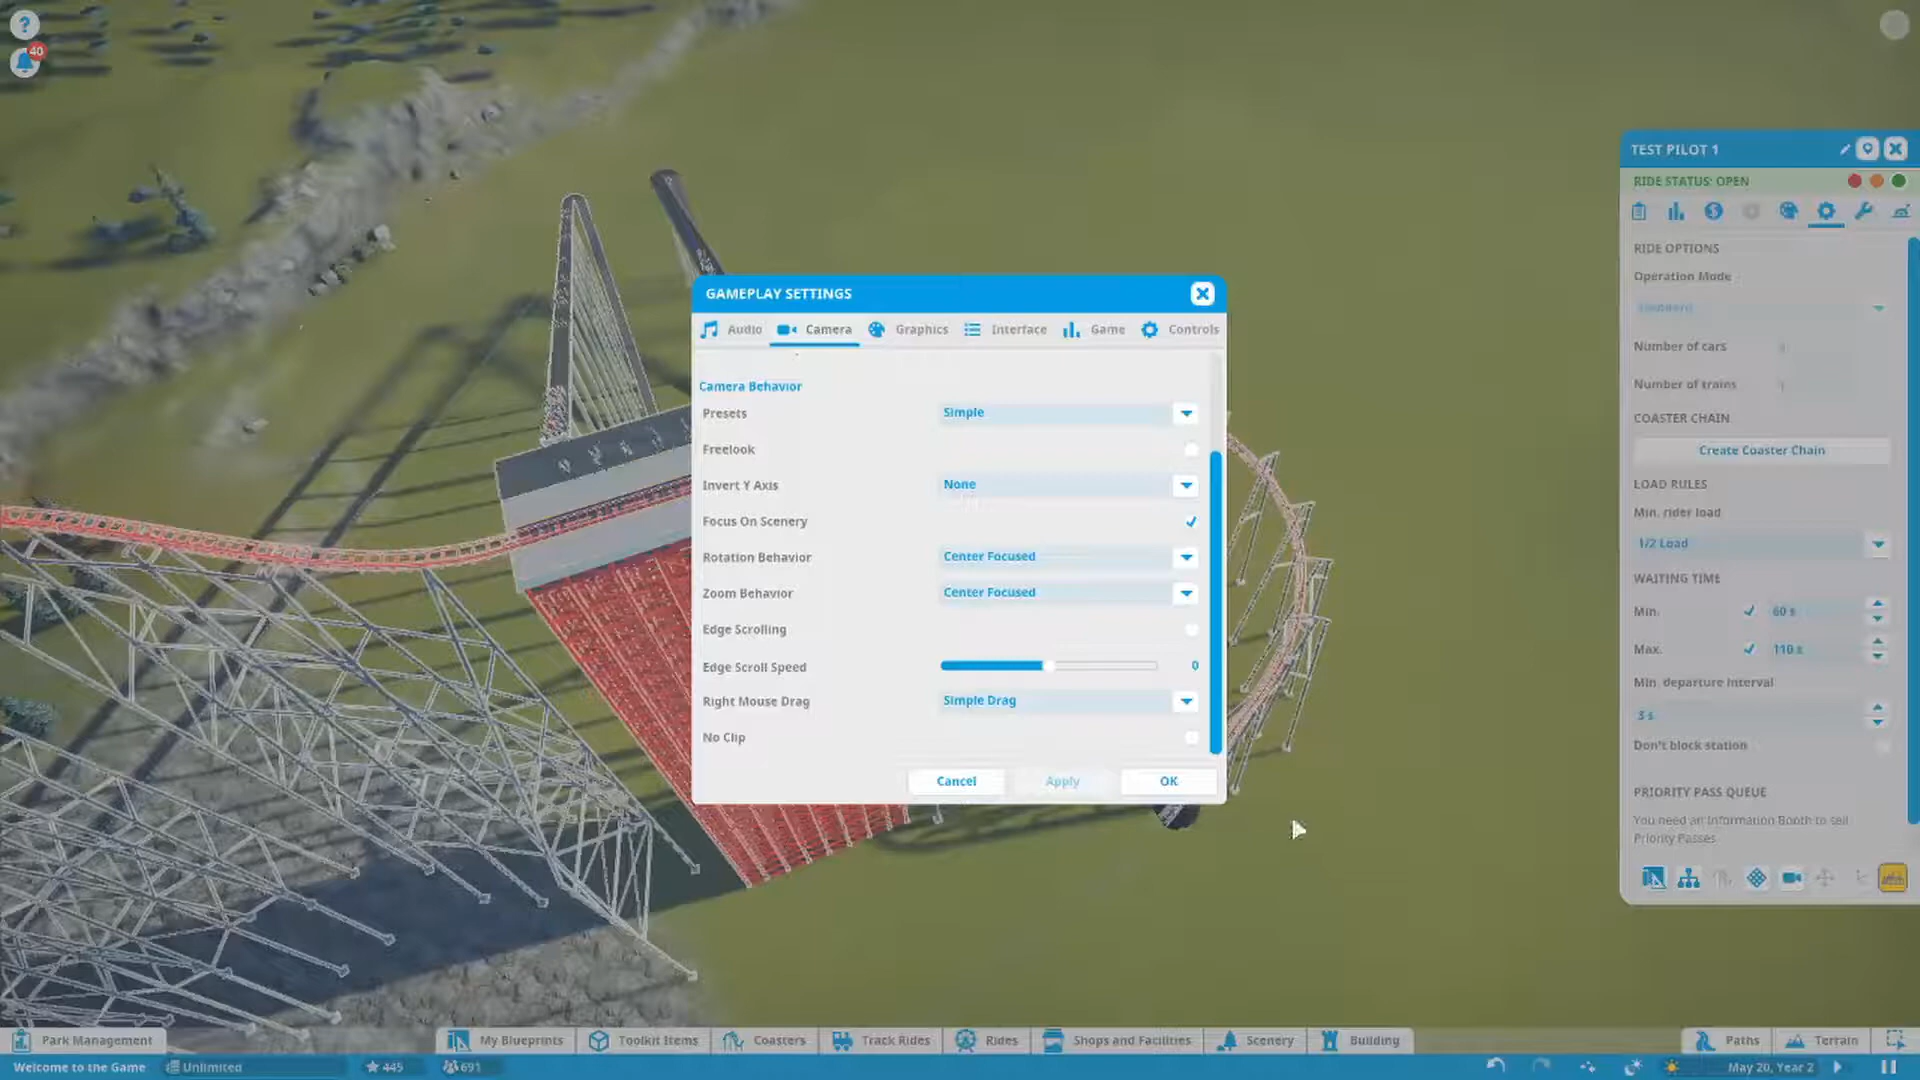 ?
40
GAMEPLAY SETTINGS
Audio Camera Graphics Interface Game Controls
Camera Behavior
Presets Simple
Freelook
Invert Y Axis None
Focus On Scenery
Rotation Behavior Center Focused
Zoom Behavior Center Focused
Edge Scrolling
Edge Scroll Speed 0
Right Mouse Drag Simple Drag
No Clip
Cancel Apply OK
TEST PILOT 1
RIDE STATUS: OPEN
RIDE OPTIONS
Operation Mode
Standard
Number of cars
Number of trains
COASTER CHAIN
Create Coaster Chain
LOAD RULES
Min. rider load
1/2 Load
WAITING TIME
Min. 60 s
Max. 110 s
Min. departure interval
3 s
Don't block station
PRIORITY PASS QUEUE
You need an Information Booth to sell
Priority Passes
Park Management My Blueprints Toolkit Items Coasters Track Rides Rides Shops and Facilities Scenery Building Paths Terrain
Welcome to the Game Unlimited 445 691 May 20, Year 2